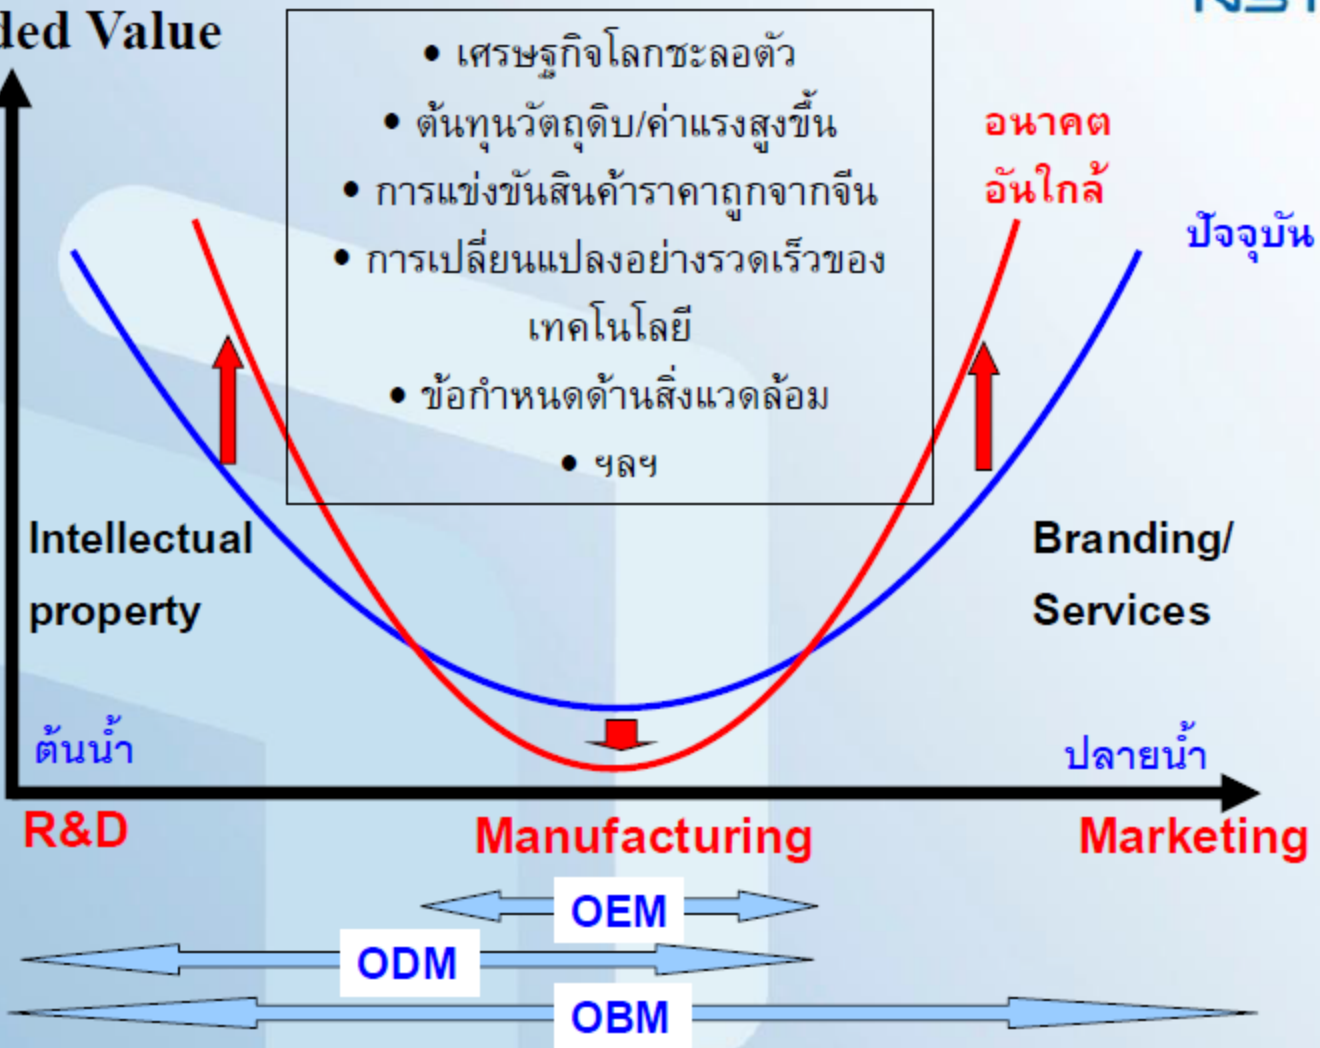 ded Value
• เศรษฐกิจโลกชะลอตัว
• ต้นทุนวัตถุดิบ/ค่าแรงสูงขึ้น
• การแข่งขันสินค้าราคาถูกจากจีน
• การเปลี่ยนแปลงอย่างรวดเร็วของ
เทคโนโลยี
• ข้อกำหนดด้านสิ่งแวดล้อม
• ฯลฯ
อนาคต
อันใกล้
ปัจจุบัน
Intellectual
property
Branding/
Services
ต้นน้ำ
ปลายน้ำ
R&D
Manufacturing
Marketing
OEM
ODM
OBM